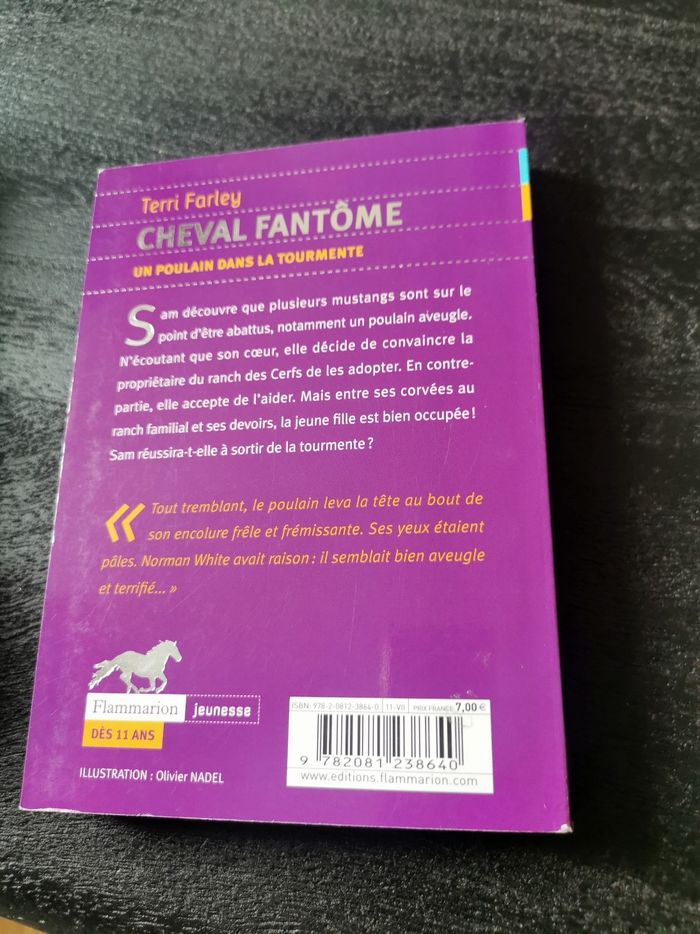 Terri Farley
CHEVAL FANTÔME
UN POULAIN DANS LA TOURMENTE
Sam découvre que plusieurs mustangs sont sur le
point d'être abattus, notamment un poulain aveugle.
N'écoutant que son cœur, elle décide de convaincre la
propriétaire du ranch des Cerfs de les adopter. En contre-
partie, elle accepte de l'aider. Mais entre ses corvées au
ranch familial et ses devoirs, la jeune fille est bien occupée !
Sam réussira-t-elle à sortir de la tourmente ?
« Tout tremblant, le poulain leva la tête au bout de
son encolure frêle et frémissante. Ses yeux étaient
pâles. Norman White avait raison : il semblait bien aveugle
et terrifié... »
Flammarion jeunesse
DÈS 11 ANS
ILLUSTRATION : Olivier NADEL
ISBN: 978-2-0812-3864-0 11-VII PRIX FRANCE 7,00 €
9 782081 238640
www.editions.flammarion.com